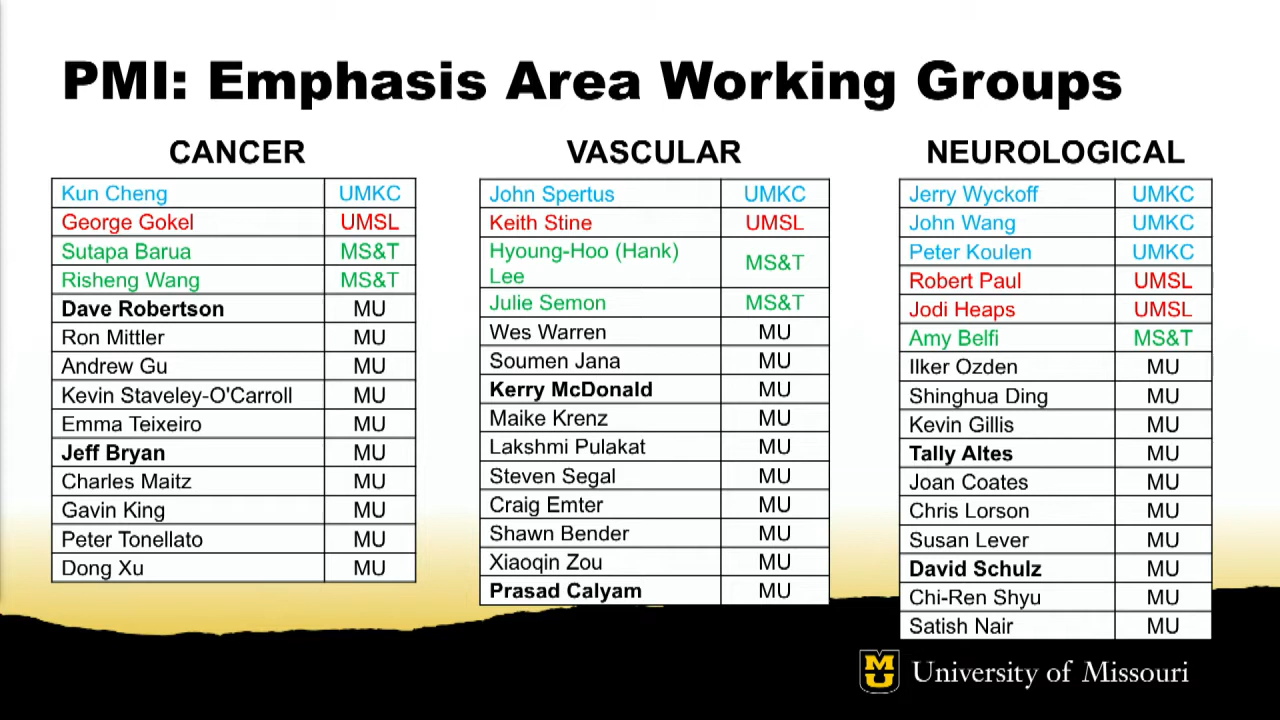 PMI: Emphasis Area Working Groups
CANCER
Kun Cheng UMKC
George Gokel UMSL
Sutapa Barua MS&T
Risheng Wang MS&T
Dave Robertson MU
Ron Mittler MU
Andrew Gu MU
Kevin Staveley-O'Carroll MU
Emma Teixeiro MU
Jeff Bryan MU
Charles Maitz MU
Gavin King MU
Peter Tonellato MU
Dong Xu MU
VASCULAR
John Spertus UMKC
Keith Stine UMSL
Hyoung-Hoo (Hank)
Lee MS&T
Julie Semon MS&T
Wes Warren MU
Soumen Jana MU
Kerry McDonald MU
Maike Krenz MU
Lakshmi Pulakat MU
Steven Segal MU
Craig Emter MU
Shawn Bender MU
Xiaoqin Zou MU
Prasad Calyam MU
NEUROLOGICAL
Jerry Wyckoff UMKC
John Wang UMKC
Peter Koulen UMKC
Robert Paul UMSL
Jodi Heaps UMSL
Amy Belfi MS&T
Ilker Ozden MU
Shinghua Ding MU
Kevin Gillis MU
Tally Altes MU
Joan Coates MU
Chris Lorson MU
Susan Lever MU
David Schulz MU
Chi-Ren Shyu MU
Satish Nair MU
MU University of Missouri